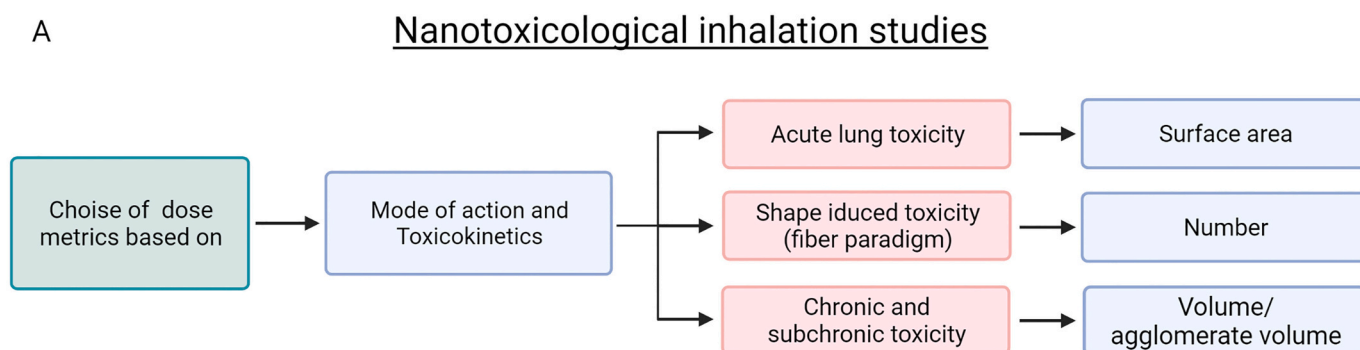 A
Nanotoxicological inhalation studies
Choise of dose
metrics based on
Mode of action and
Toxicokinetics
Acute lung toxicity
Surface area
Shape iduced toxicity
(fiber paradigm)
Number
Chronic and
subchronic toxicity
Volume/
agglomerate volume